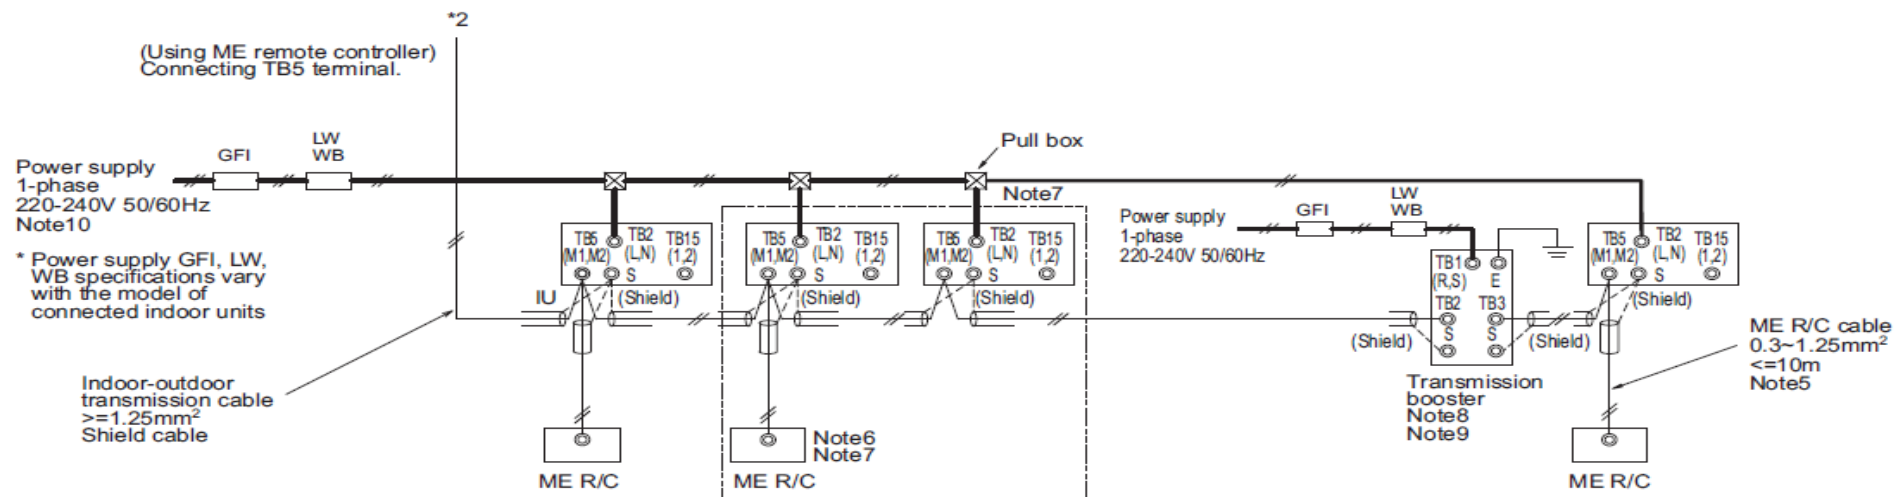 *2
(Using ME remote controller)
Connecting TB5 terminal.
Power supply
1-phase
220-240V 50/60Hz
Note10
GFI
LW
WB
* Power supply GFI, LW,
WB specifications vary
with the model of
connected indoor units
Pull box
Note7
TB5
(M1,M2)
TB2
(L,N)
TB15
(1,2)
S
IU
(Shield)
TB5
(M1,M2)
TB2
(L,N)
TB15
(1,2)
S
(Shield)
TB5
(M1,M2)
TB2
(L,N)
TB15
(1,2)
S
(Shield)
Power supply
1-phase
220-240V 50/60Hz
GFI
LW
WB
TB1
(R,S)
E
TB2
TB3
S
S
(Shield)
(Shield)
Transmission
booster
Note8
Note9
TB5
(M1,M2)
TB2
(L,N)
TB15
(1,2)
S
(Shield)
ME R/C cable
0.3~1.25mm²
<=10m
Note5
Indoor-outdoor
transmission cable
>=1.25mm²
Shield cable
ME R/C
Note6
Note7
ME R/C
ME R/C